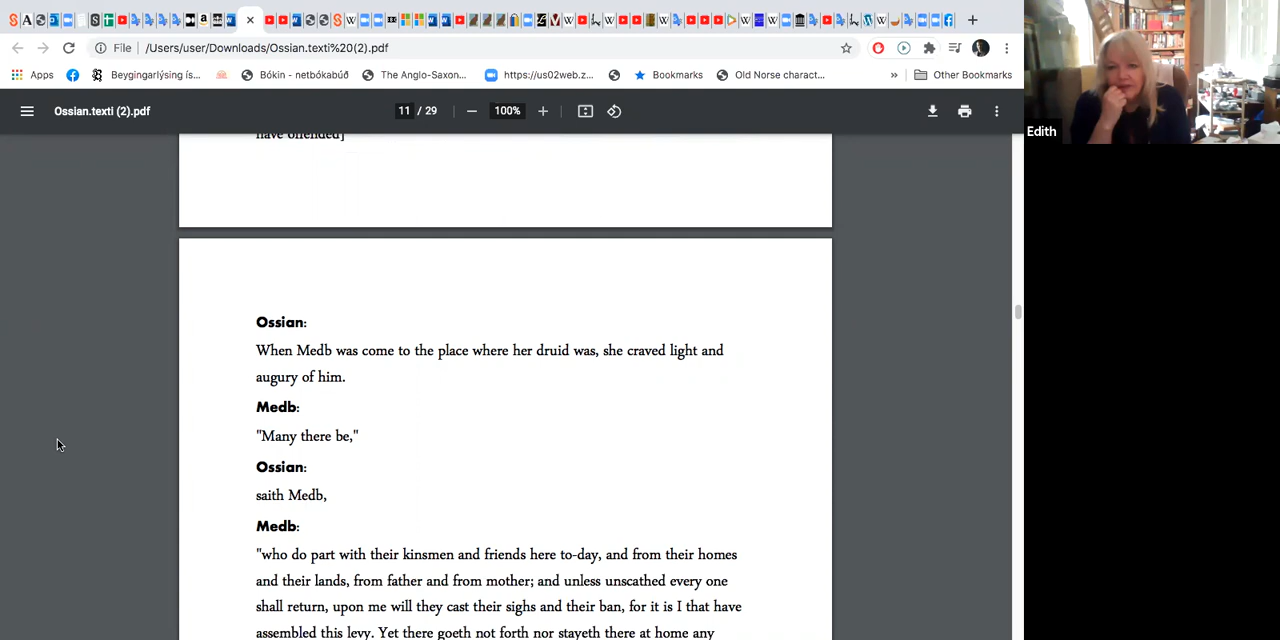 File
/Users/user/Downloads/Ossian.texti%20(2).pdf
Apps
Beygingarlýsing ís...
Bókin - netbókabúð
The Anglo-Saxon...
https://us02web.z...
Bookmarks
Old Norse charact...
»
Other Bookmarks
Ossian.texti (2).pdf
11 / 29
100%
Edith
have offended]
Ossian:
When Medb was come to the place where her druid was, she craved light and
augury of him.
Medb:
"Many there be,"
Ossian:
saith Medb,
Medb:
"who do part with their kinsmen and friends here to-day, and from their homes
and their lands, from father and from mother; and unless unscathed every one
shall return, upon me will they cast their sighs and their ban, for it is I that have
assembled this levy. Yet there goeth not forth nor stayeth there at home any